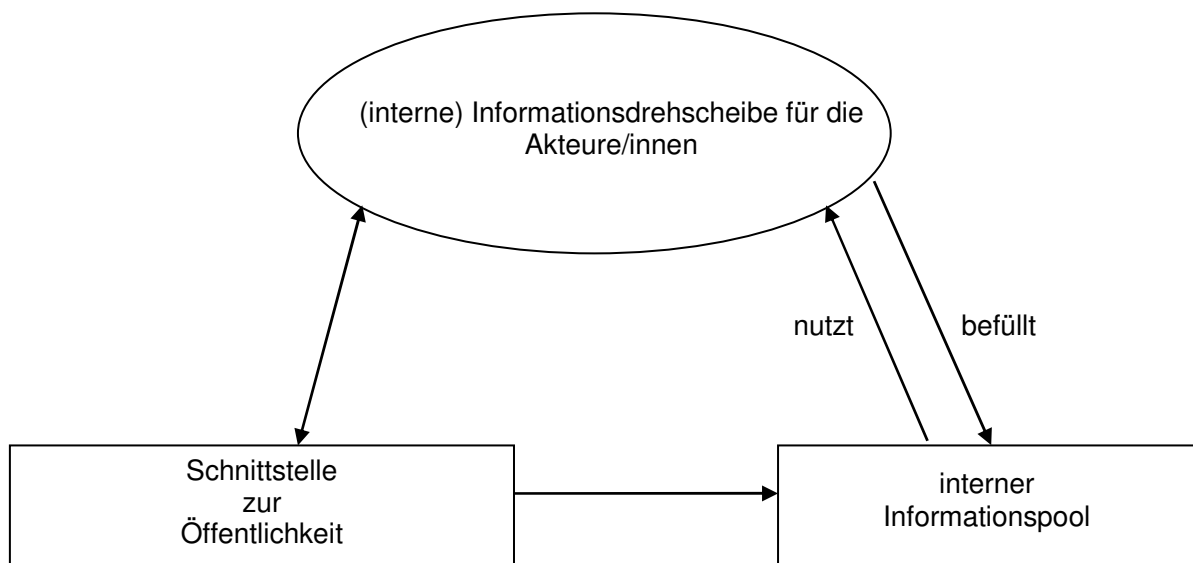 (interne) Informationsdrehscheibe für die
Akteure/innen
nutzt
befüllt
Schnittstelle
zur
Öffentlichkeit
interner
Informationspool